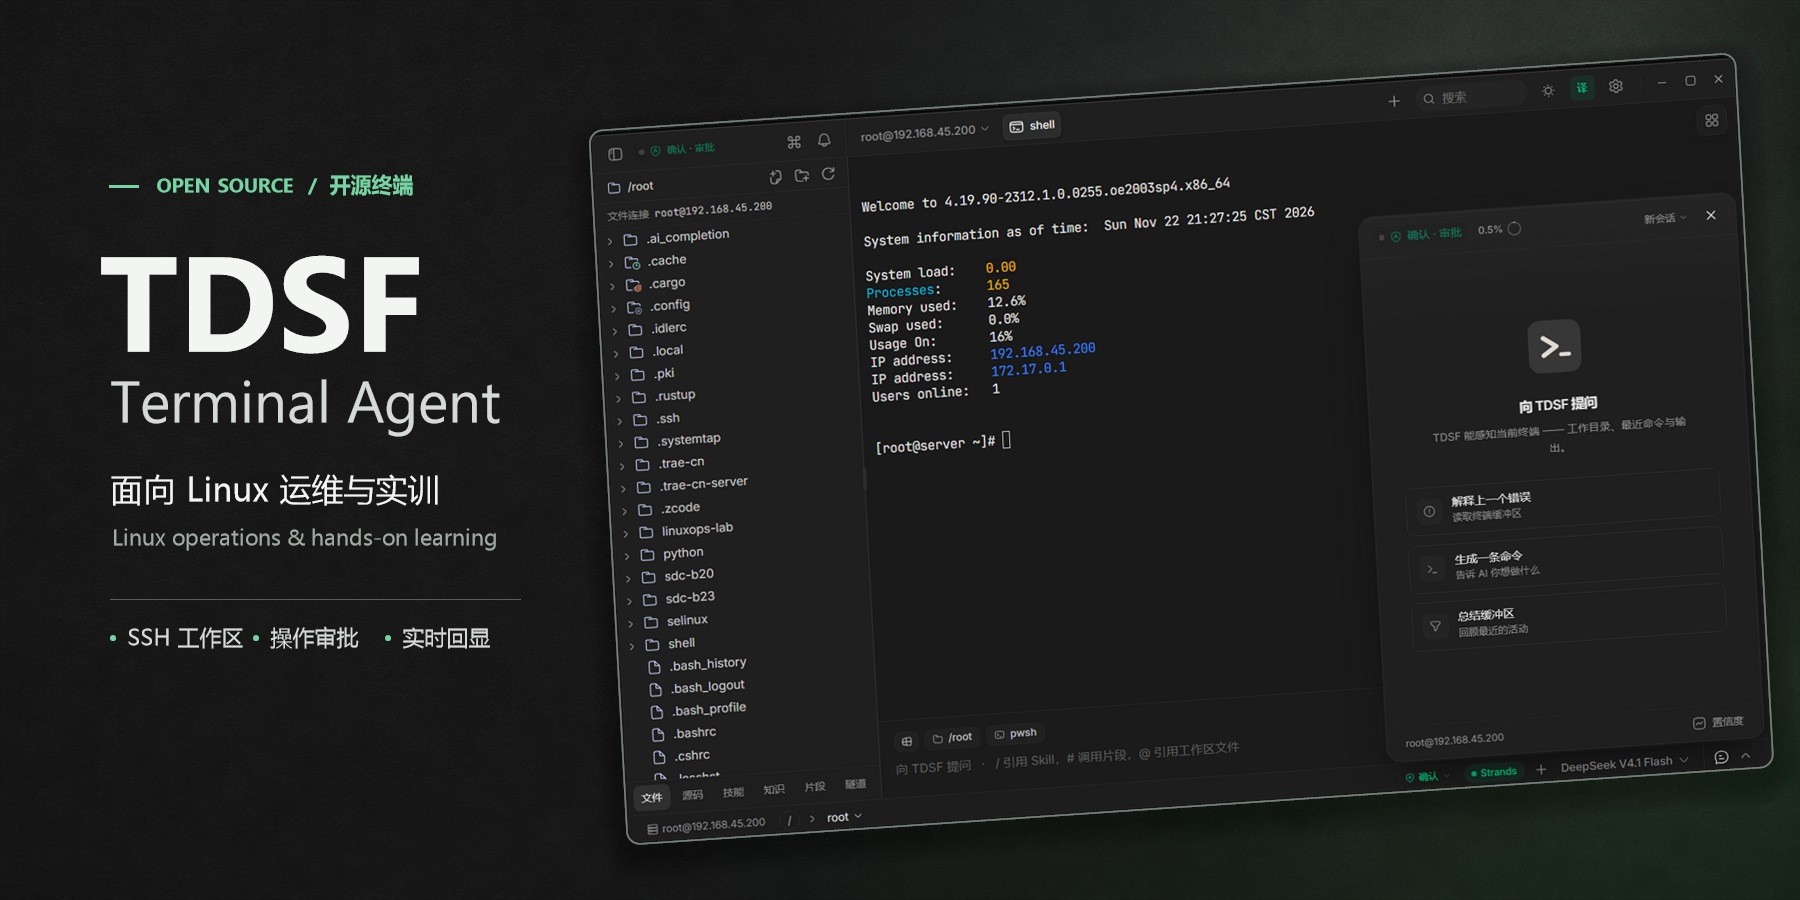 OPEN SOURCE / 开源终端
TDSF
Terminal Agent
面向 Linux 运维与实训
Linux operations & hands-on learning
• SSH 工作区 • 操作审批 • 实时回显
确认 · 审批
/root
文件连接 root@192.168.45.200
.ai_completion
.cache
.cargo
.config
.idlerc
.local
.pki
.rustup
.ssh
.systemtap
.trae-cn
.trae-cn-server
.zcode
linuxops-lab
python
sdc-b20
sdc-b23
selinux
shell
.bash_history
.bash_logout
.bash_profile
.bashrc
.cshrc
文件 源码 技能 知识 片段 隧道
root@192.168.45.200 / > root
root@192.168.45.200 shell
搜索
译
Welcome to 4.19.90-2312.1.0.0255.oe2003sp4.x86_64
System information as of time: Sun Nov 22 21:27:25 CST 2026
System load: 0.00
Processes: 165
Memory used: 12.6%
Swap used: 0.0%
Usage On: 16%
IP address: 192.168.45.200
IP address: 172.17.0.1
Users online: 1
[root@server ~]#
/root pwsh
向 TDSF 提问 · / 引用 Skill, # 调用片段, @ 引用工作区文件
确认 · 审批 0.5%
新会话
向 TDSF 提问
TDSF 能感知当前终端 —— 工作目录、最近命令与输
出。
解释上一个错误
读取终端缓冲区
生成一条命令
告诉 AI 你想做什么
总结缓冲区
回顾最近的活动
置信度
root@192.168.45.200
确认 Strands + DeepSeek V4.1 Flash